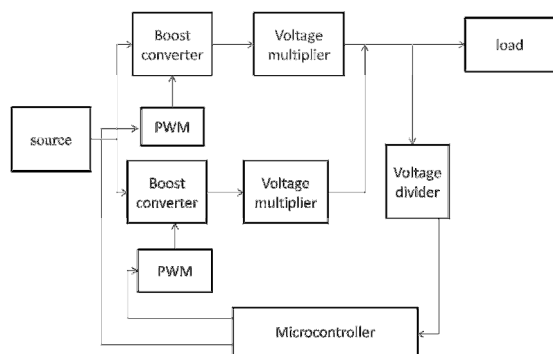 Boost
converter
Voltage
multiplier
load
source
PWM
Boost
converter
Voltage
multiplier
Voltage
divider
PWM
Microcontroller